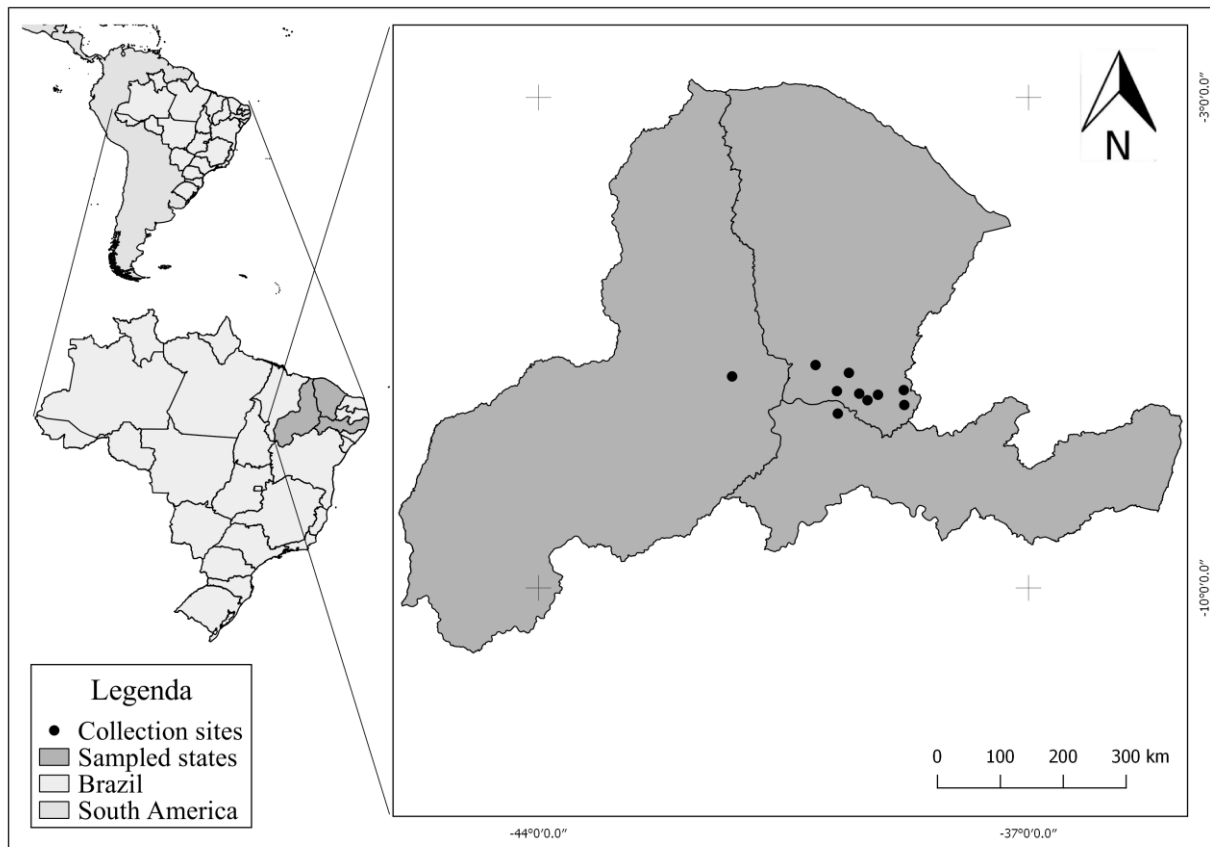 N
-3°0'0.0"
-10°0'0.0"
Legenda
Collection sites
Sampled states
Brazil
South America
0 100 200 300 km
-44°0'0.0"
-37°0'0.0"